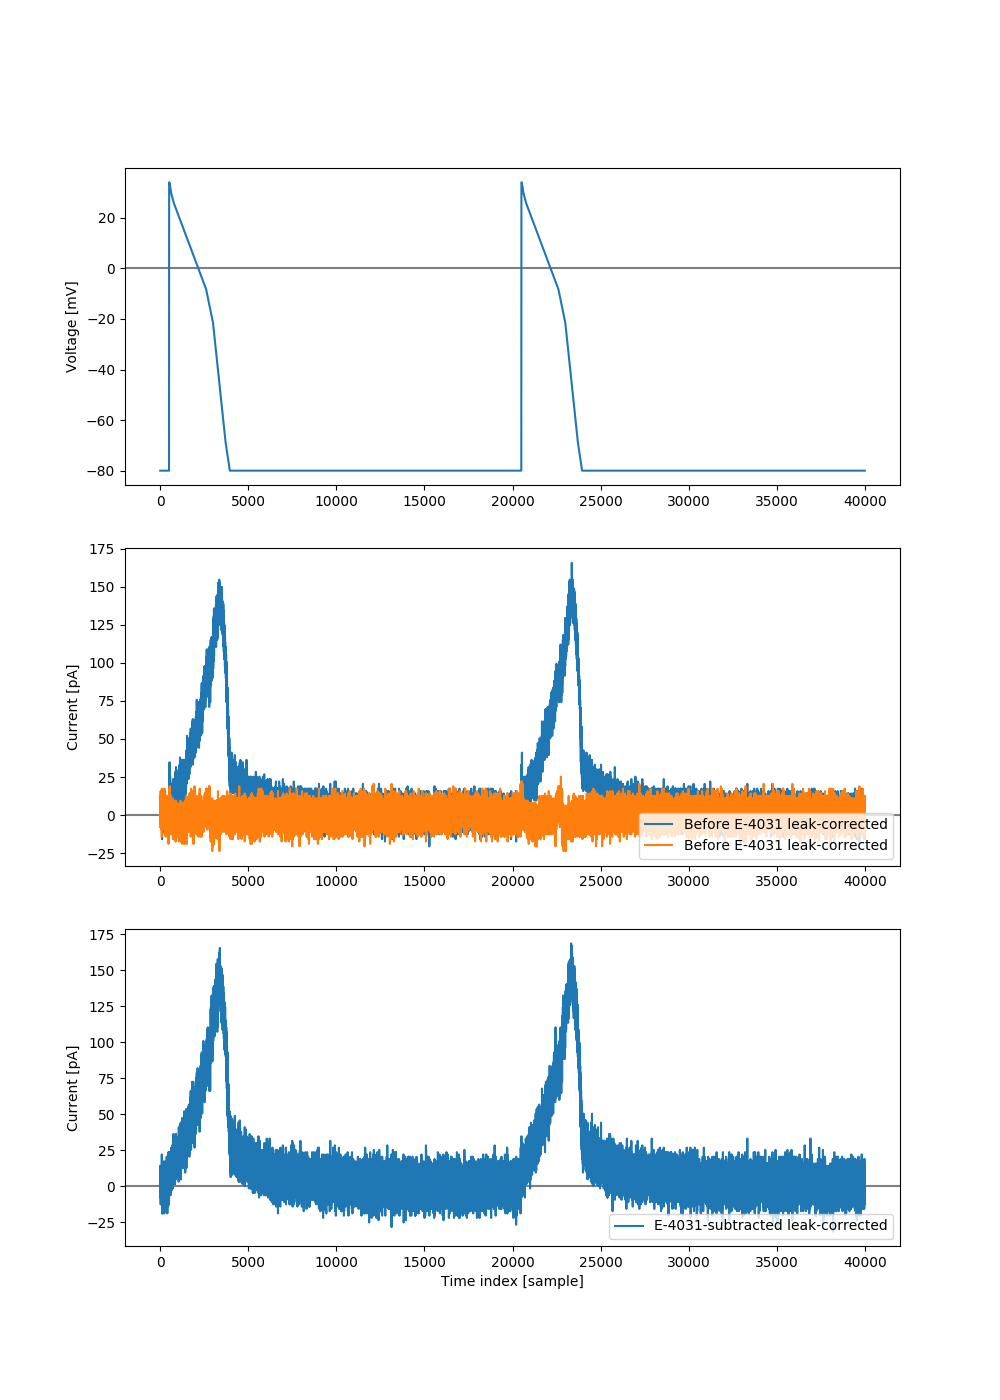 20
0
−20
−40
−60
−80
Voltage [mV]
0 5000 10000 15000 20000 25000 30000 35000 40000
175
150
125
100
75
50
25
0
−25
Current [pA]
Before E-4031 leak-corrected
Before E-4031 leak-corrected
0 5000 10000 15000 20000 25000 30000 35000 40000
175
150
125
100
75
50
25
0
−25
Current [pA]
E-4031-subtracted leak-corrected
0 5000 10000 15000 20000 25000 30000 35000 40000
Time index [sample]